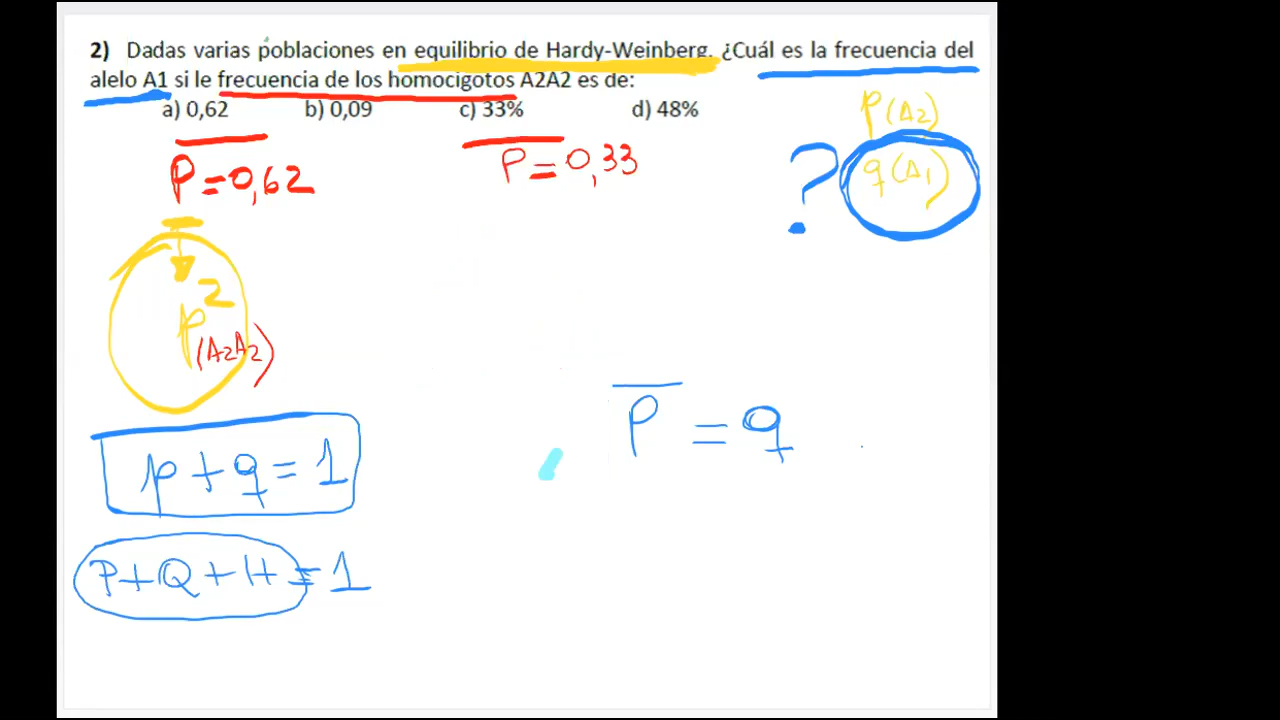 2) Dadas varias poblaciones en equilibrio de Hardy-Weinberg. ¿Cuál es la frecuencia del
alelo A1 si le frecuencia de los homocigotos A2A2 es de:
a) 0,62 b) 0,09 c) 33% d) 48%
p(A2)
P=0,62
P=0,33
?
q(A1)
p²
(A2A2)
P = q
p+q=1
P+Q+H=1